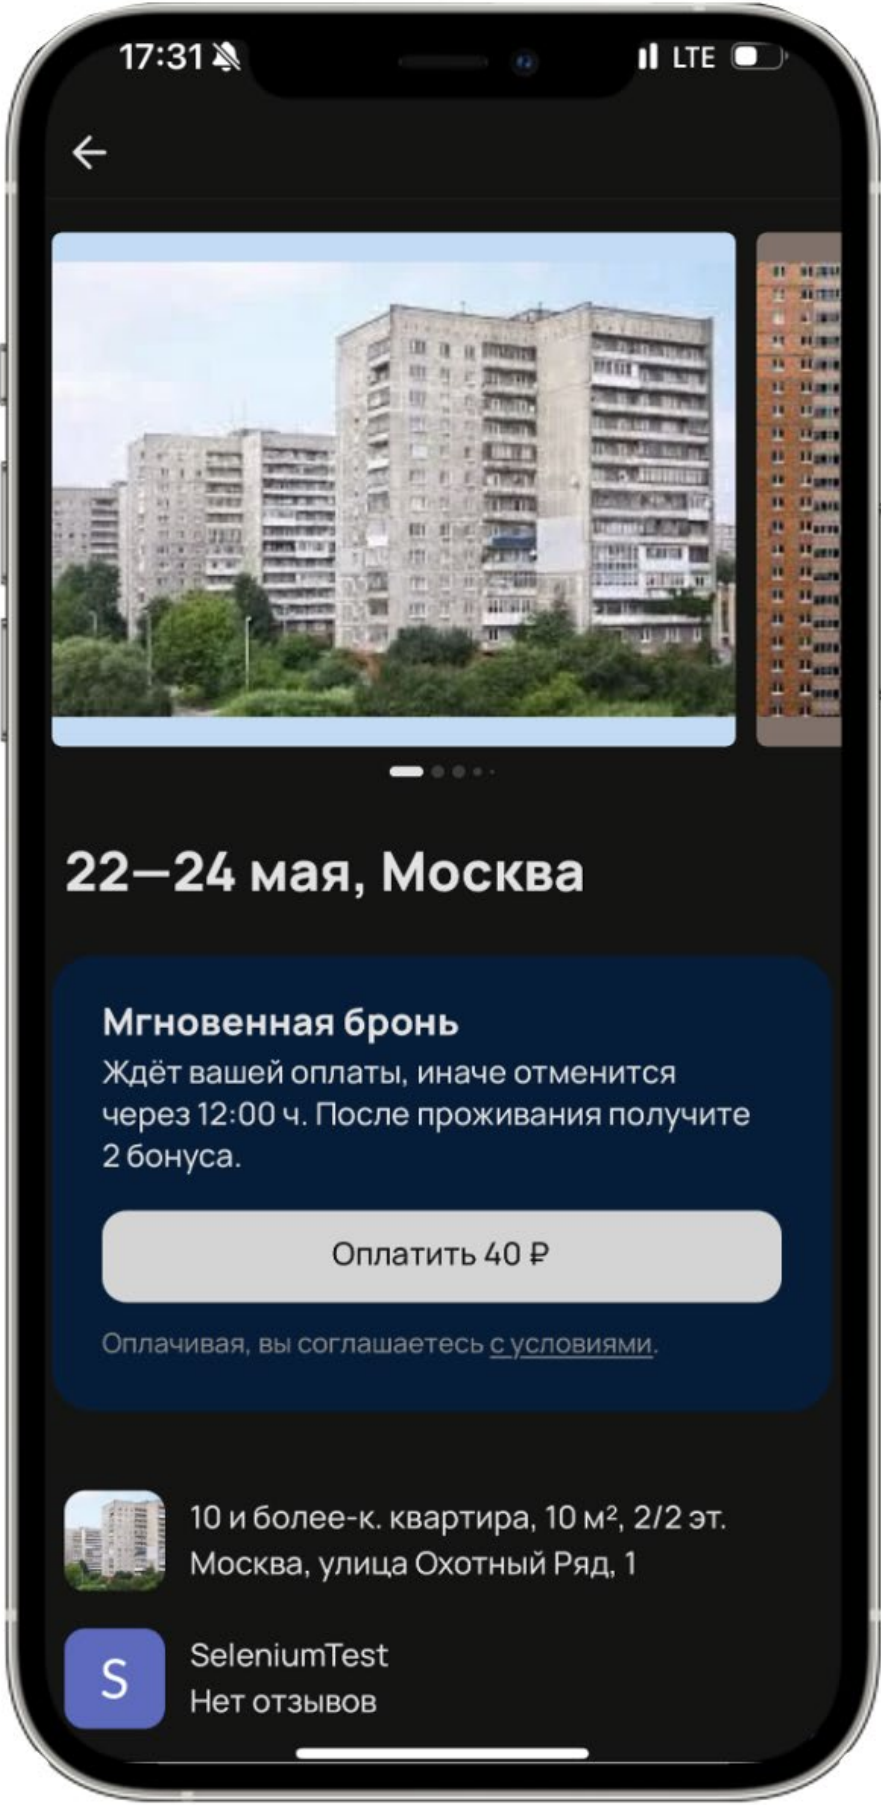 17:31
LTE
22—24 мая, Москва
Мгновенная бронь
Ждёт вашей оплаты, иначе отменится
через 12:00 ч. После проживания получите
2 бонуса.
Оплатить 40 ₽
Оплачивая, вы соглашаетесь с условиями.
10 и более-к. квартира, 10 м², 2/2 эт.
Москва, улица Охотный Ряд, 1
S
SeleniumTest
Нет отзывов